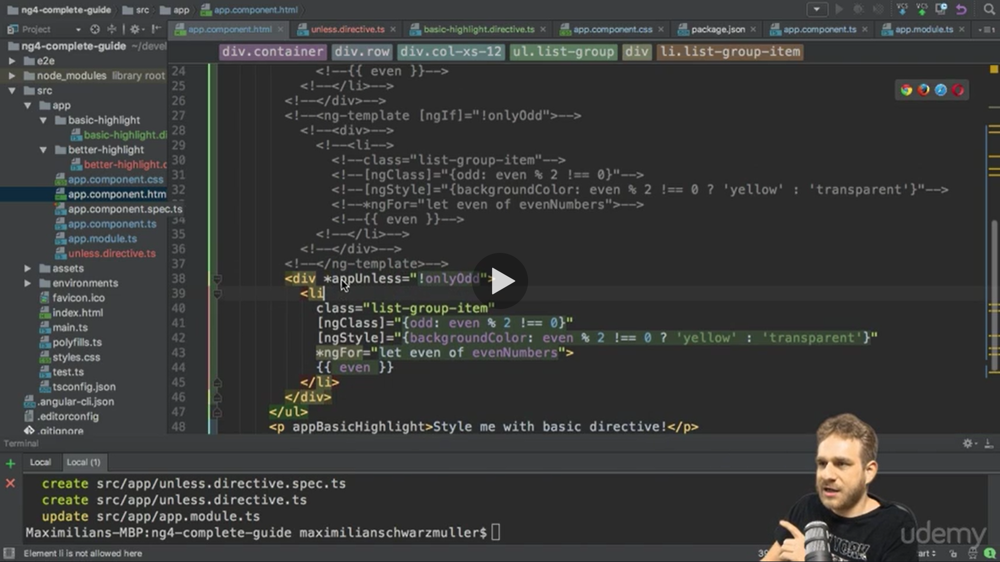 ng4-complete-guide src app app.component.html
Project
app.component.html unless.directive.ts basic-highlight.directive.ts app.component.css package.json app.component.ts app.module.ts
ng4-complete-guide ~/devel
div.container div.row div.col-xs-12 ul.list-group div li.list-group-item
e2e
node_modules library root
src
app
basic-highlight
basic-highlight.di
better-highlight
better-highlight.c
app.component.css
app.component.htm
app.component.spec.ts
app.component.ts
app.module.ts
unless.directive.ts
assets
environments
favicon.ico
index.html
main.ts
polyfills.ts
styles.css
test.ts
tsconfig.json
.angular-cli.json
.editorconfig
.gitignore
24 <!--{{ even }}-->
25 <!--</li>-->
26 <!--</div>-->
27 <!--<ng-template [ngIf]="!onlyOdd">-->
28 <!--<div>-->
29 <!--<li-->
30 <!--class="list-group-item"-->
31 <!--[ngClass]="{odd: even % 2 !== 0}"-->
32 <!--[ngStyle]="{backgroundColor: even % 2 !== 0 ? 'yellow' : 'transparent'}"-->
<!--*ngFor="let even of evenNumbers">-->
34 <!--{{ even }}-->
35 <!--</li>-->
36 <!--</div>-->
37 <!--</ng-template>-->
38 <div *appUnless="!onlyOdd">
39 <li
40 class="list-group-item"
41 [ngClass]="{odd: even % 2 !== 0}"
42 [ngStyle]="{backgroundColor: even % 2 !== 0 ? 'yellow' : 'transparent'}"
43 *ngFor="let even of evenNumbers">
44 {{ even }}
45 </li>
46 </div>
47 </ul>
48 <p appBasicHighlight>Style me with basic directive!</p>
Terminal
Local Local (1)
create src/app/unless.directive.spec.ts
create src/app/unless.directive.ts
update src/app/app.module.ts
Maximilians-MBP:ng4-complete-guide maximilianschwarzmuller$
udemy
Element li is not allowed here